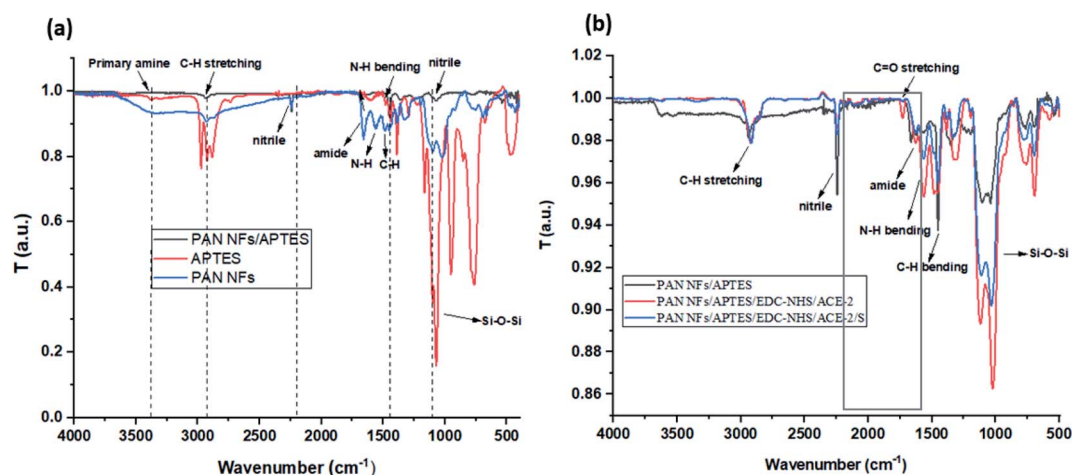 (a)
Primary amine
C-H stretching
N-H bending
nitrile
nitrile
amide
N-H
C-H
PAN NFs/APTES
APTES
PAN NFs
Si-O-Si
T (a.u.)
1.0
0.8
0.6
0.4
0.2
0.0
4000 3500 3000 2500 2000 1500 1000 500
Wavenumber (cm⁻¹)
(b)
C=O stretching
C-H stretching
nitrile
amide
N-H bending
C-H bending
Si-O-Si
PAN NFs/APTES
PAN NFs/APTES/EDC-NHS/ACE-2
PAN NFs/APTES/EDC-NHS/ACE-2/S
T (a.u.)
1.02
1.00
0.98
0.96
0.94
0.92
0.90
0.88
0.86
4000 3500 3000 2500 2000 1500 1000 500
Wavenumber (cm⁻¹)